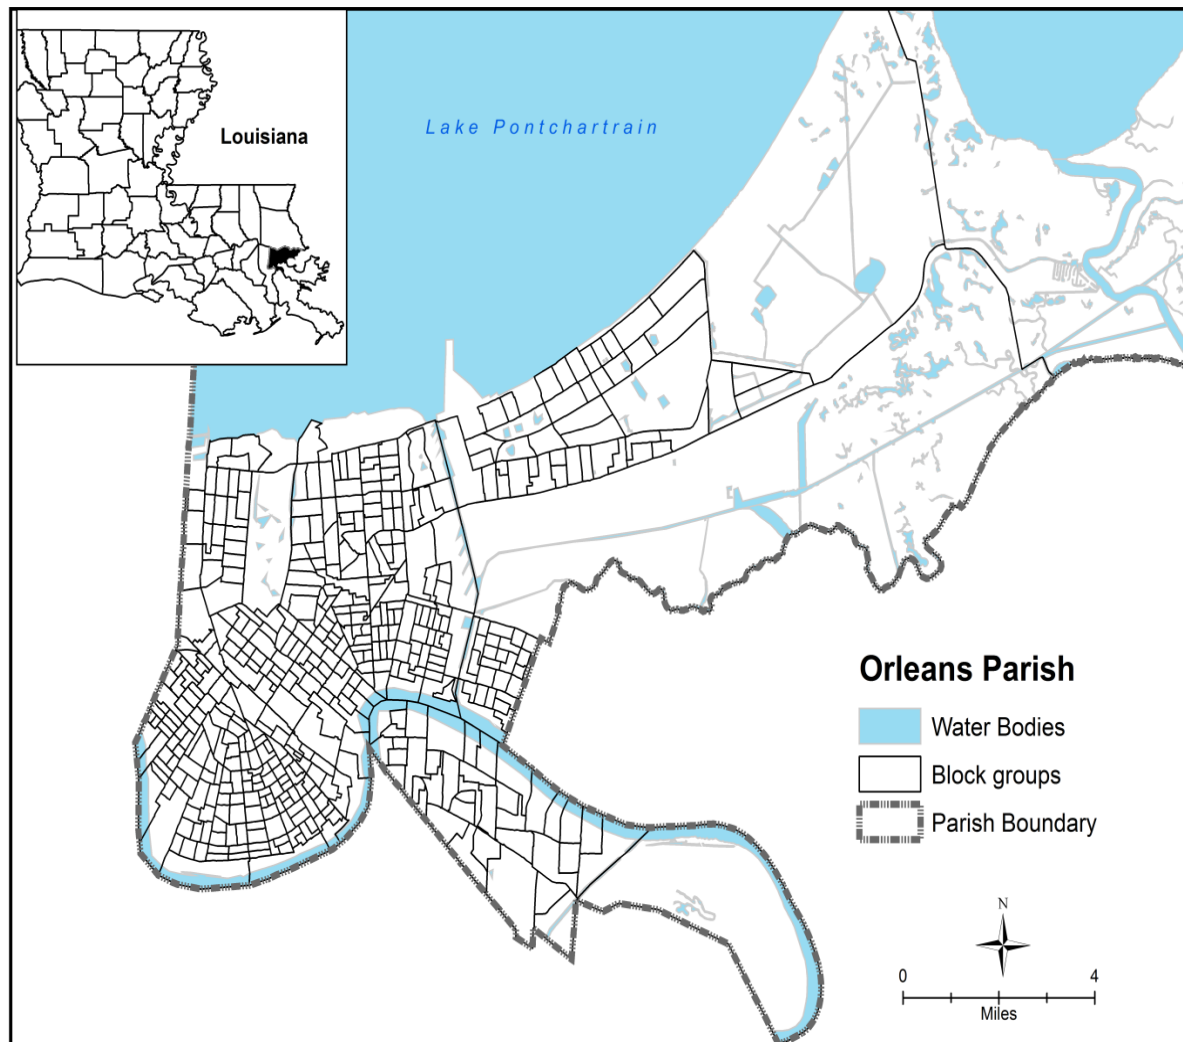 Louisiana
Lake Pontchartrain
Orleans Parish
Water Bodies
Block groups
Parish Boundary
N
0 4
Miles